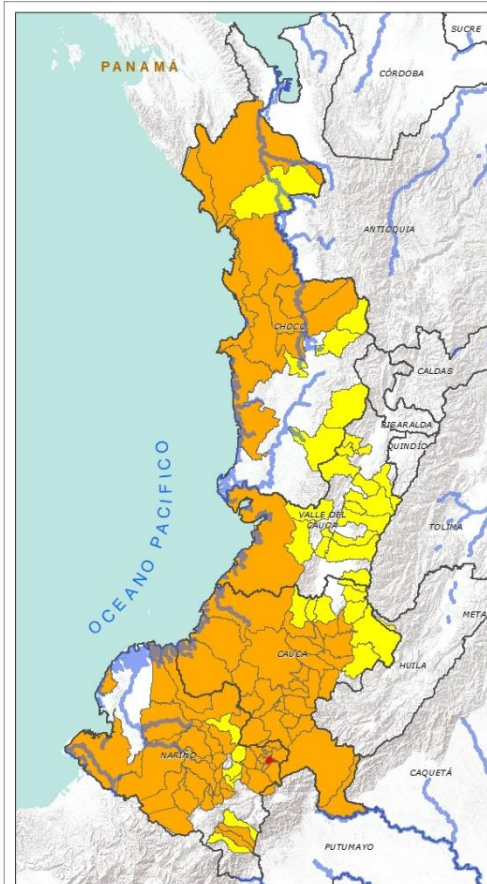 SUCRE
PANAMÁ
CÓRDOBA
ANTIOQUIA
CHOCÓ
CALDAS
RISARALDA
QUINDÍO
OCEANO PACIFICO
VALLE DEL
CAUCA
TOLIMA
META
CAUCA
HUILA
NARIÑO
CAQUETÁ
PUTUMAYO